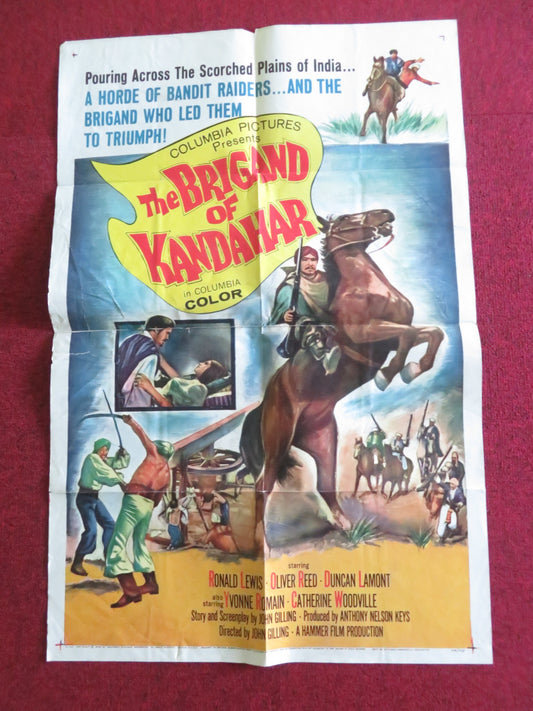 Pouring Across The Scorched Plains of India...
A HORDE OF BANDIT RAIDERS...AND THE
BRIGAND WHO LED THEM
TO TRIUMPH!
COLUMBIA PICTURES
Presents
The BRIGAND
OF
KANDAHAR
in COLUMBIA
COLOR
starring
RONALD LEWIS · OLIVER REED · DUNCAN LAMONT
also
starring YVONNE ROMAIN · CATHERINE WOODVILLE
Story and Screenplay by JOHN GILLING · Produced by ANTHONY NELSON KEYS
Directed by JOHN GILLING · A HAMMER FILM PRODUCTION